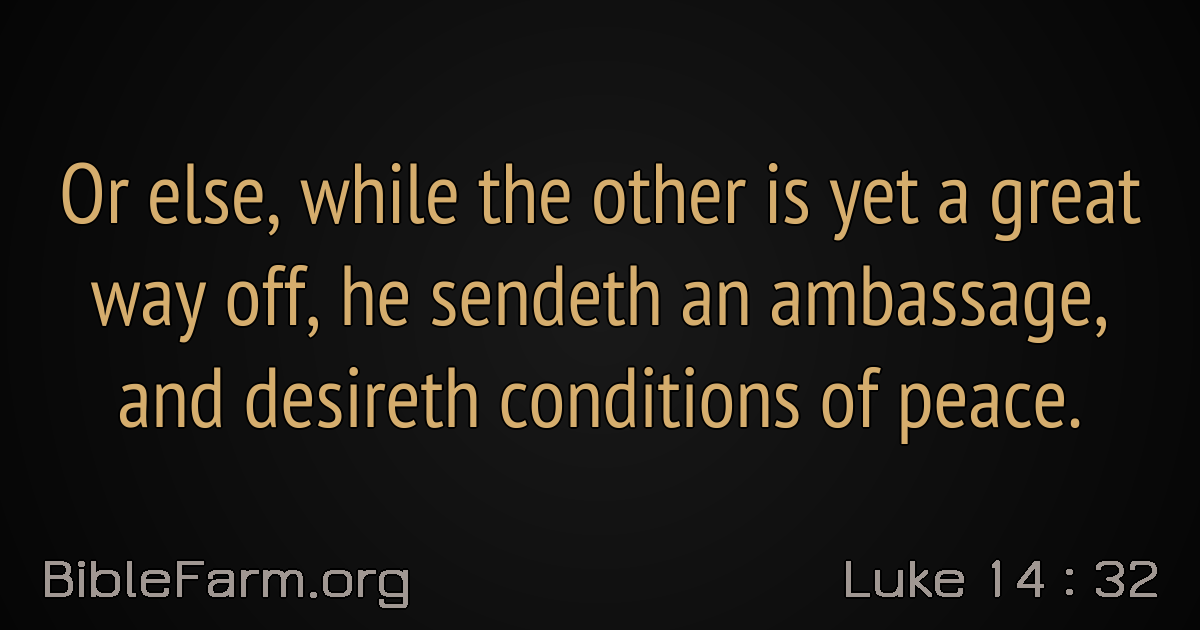 Or else, while the other is yet a great
way off, he sendeth an ambassage,
and desireth conditions of peace.
BibleFarm.org
Luke 14 : 32